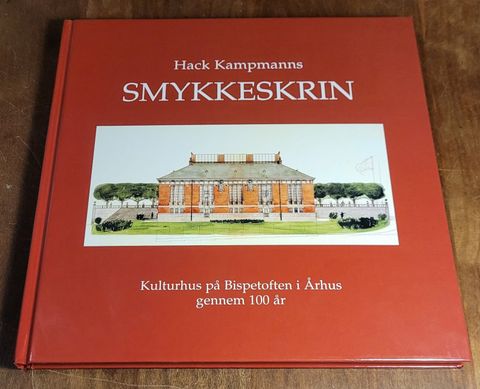 Hack Kampmanns
SMYKKESKRIN
Kulturhus på Bispetoften i Århus
gennem 100 år